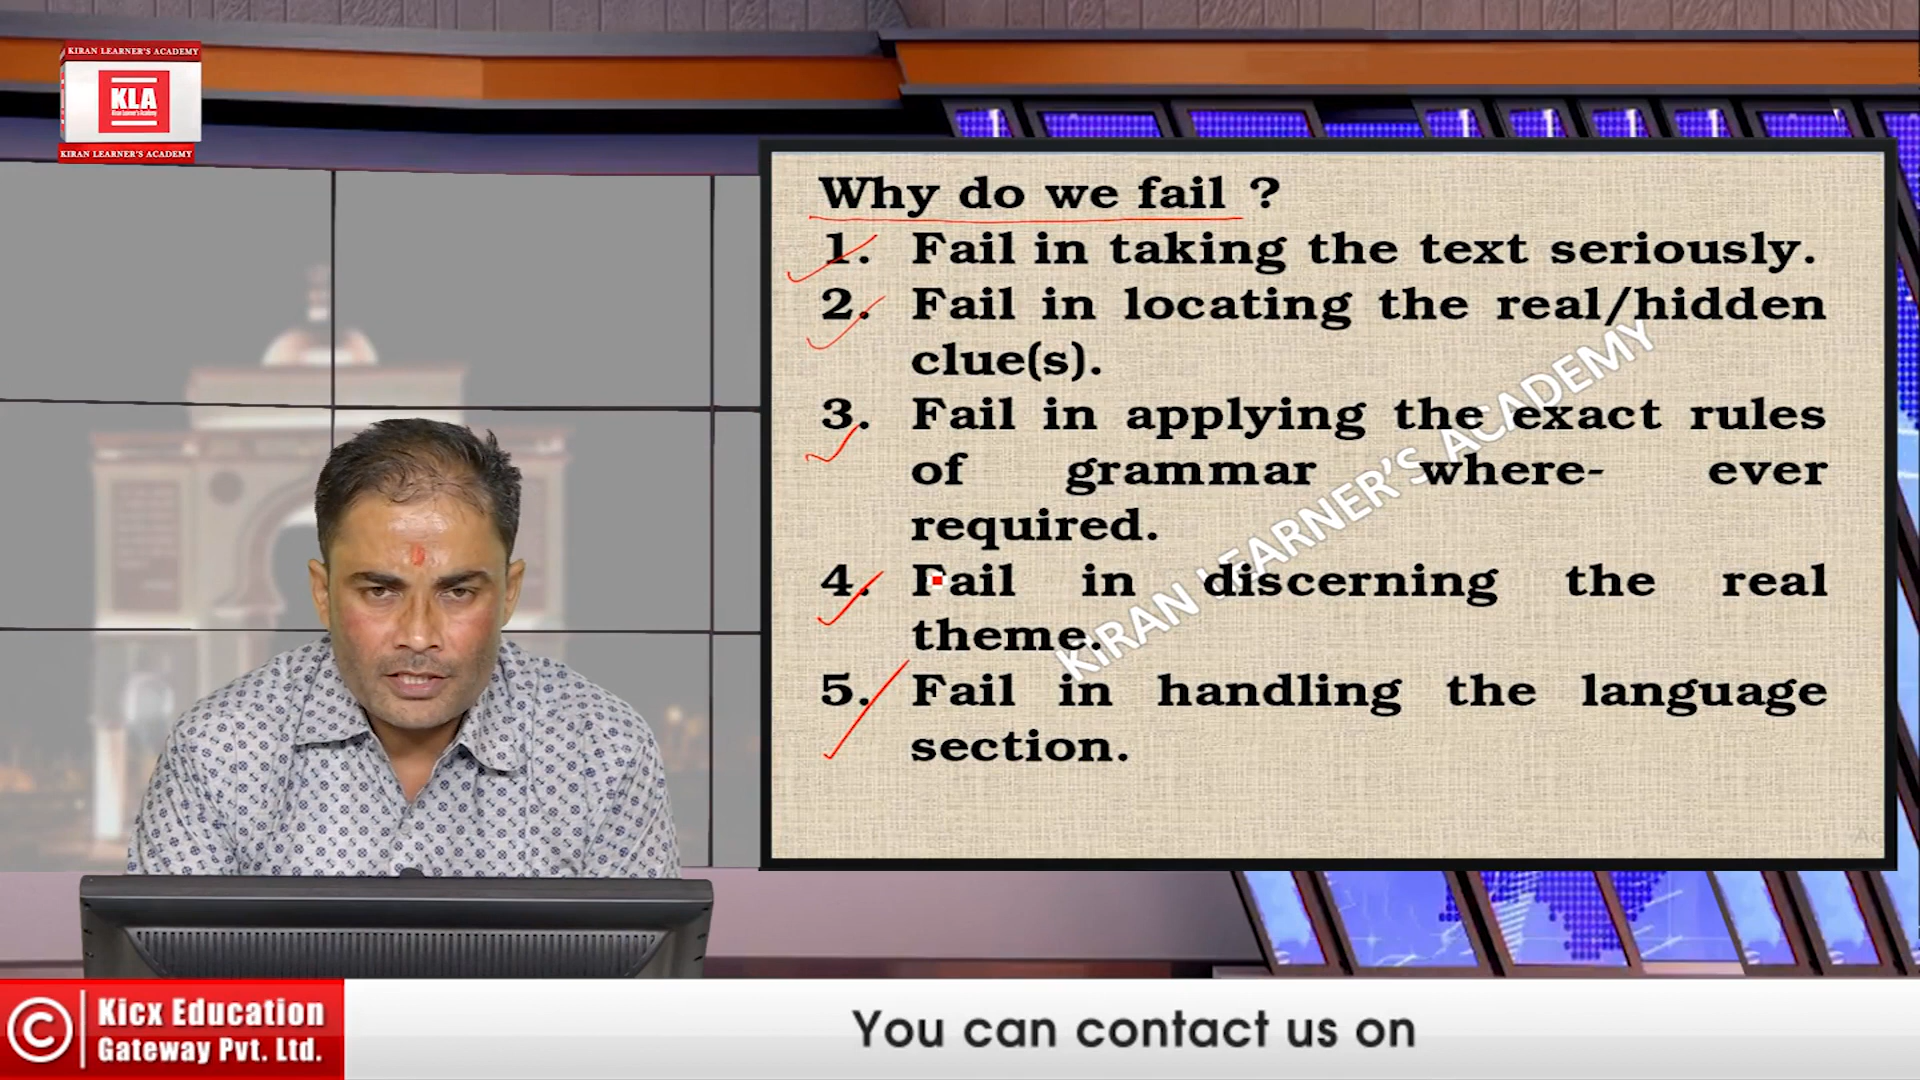 KIRAN LEARNER'S ACADEMY
KLA
Kiran Learner's Academy
KIRAN LEARNER'S ACADEMY
Why do we fail ?
1. Fail in taking the text seriously.
2. Fail in locating the real/hidden
clue(s).
3. Fail in applying the exact rules
of grammar where- ever
required.
4. Fail in discerning the real
theme.
5. Fail in handling the language
section.
KIRAN LEARNER'S ACADEMY
© Kicx Education
Gateway Pvt. Ltd.
You can contact us on